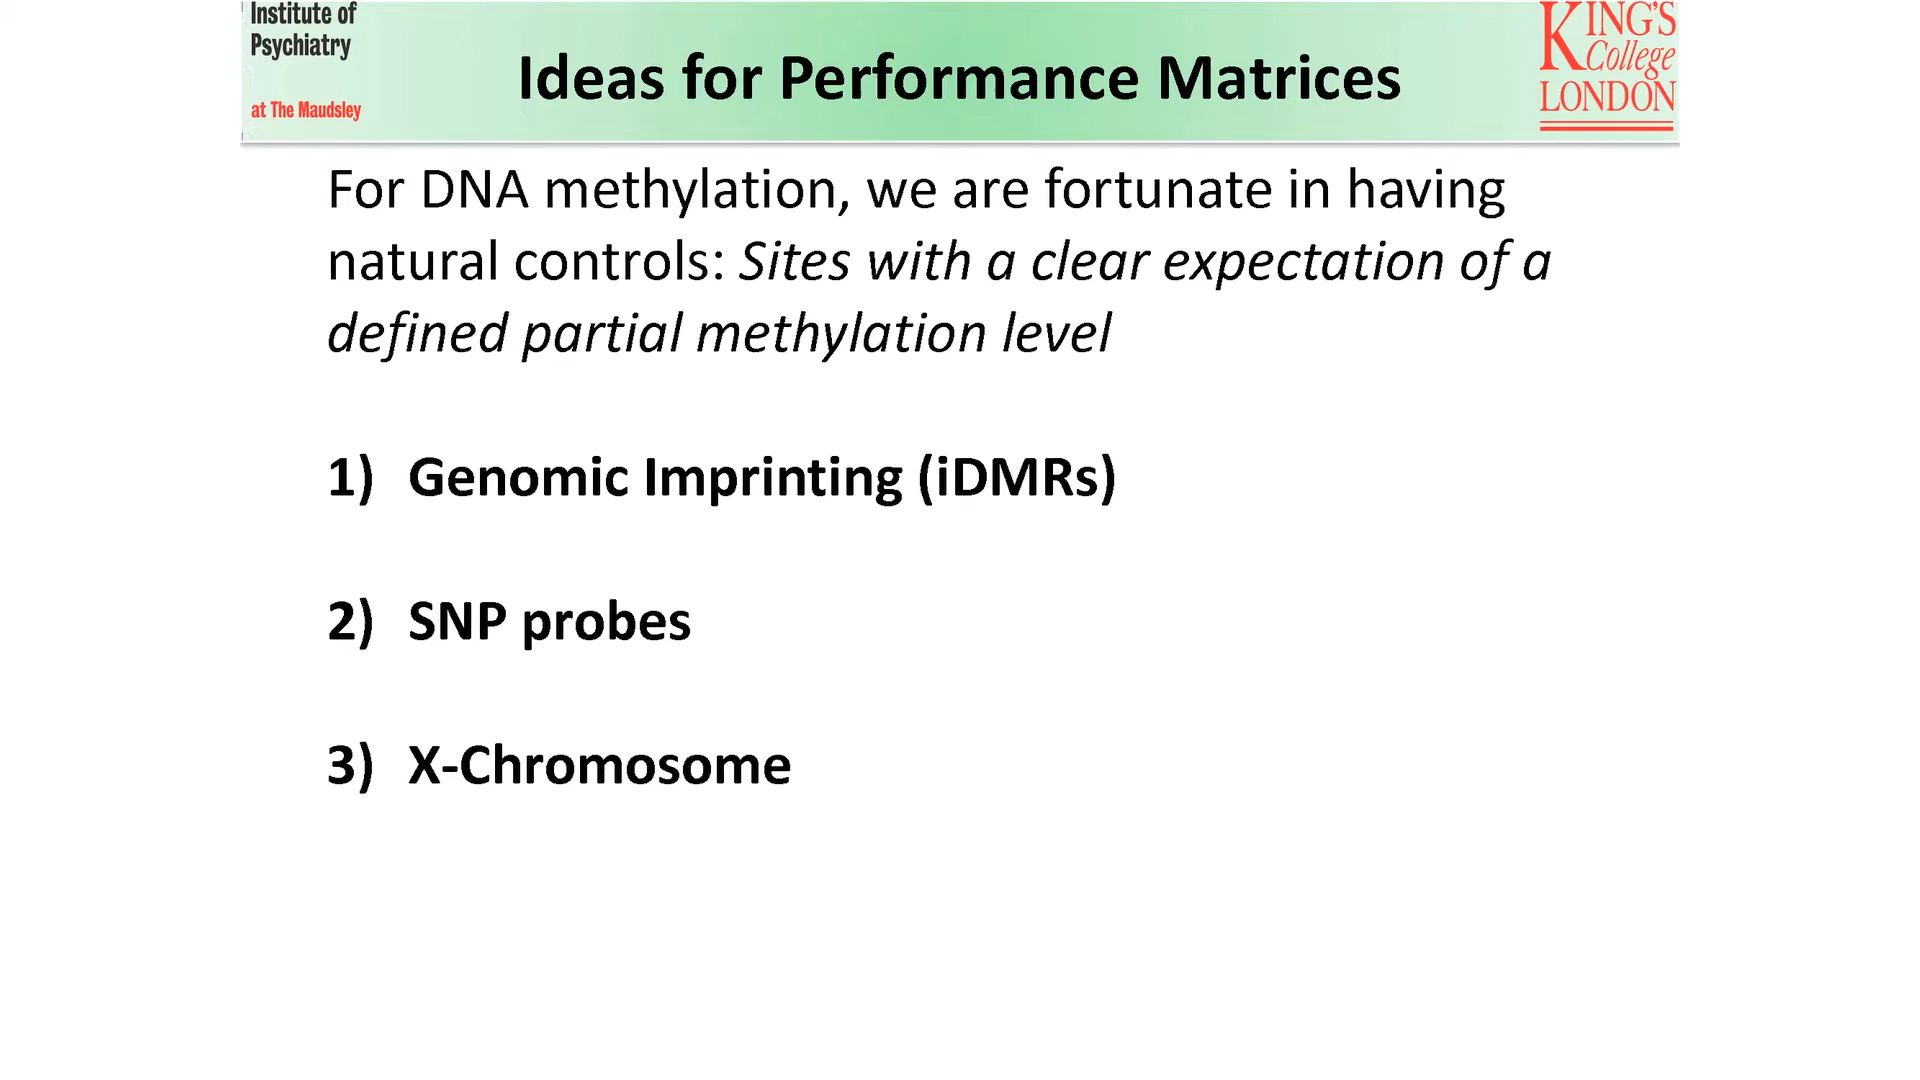 Institute of
Psychiatry
at The Maudsley
Ideas for Performance Matrices
KING'S
College
LONDON
For DNA methylation, we are fortunate in having
natural controls: Sites with a clear expectation of a
defined partial methylation level
1) Genomic Imprinting (iDMRs)
2) SNP probes
3) X-Chromosome